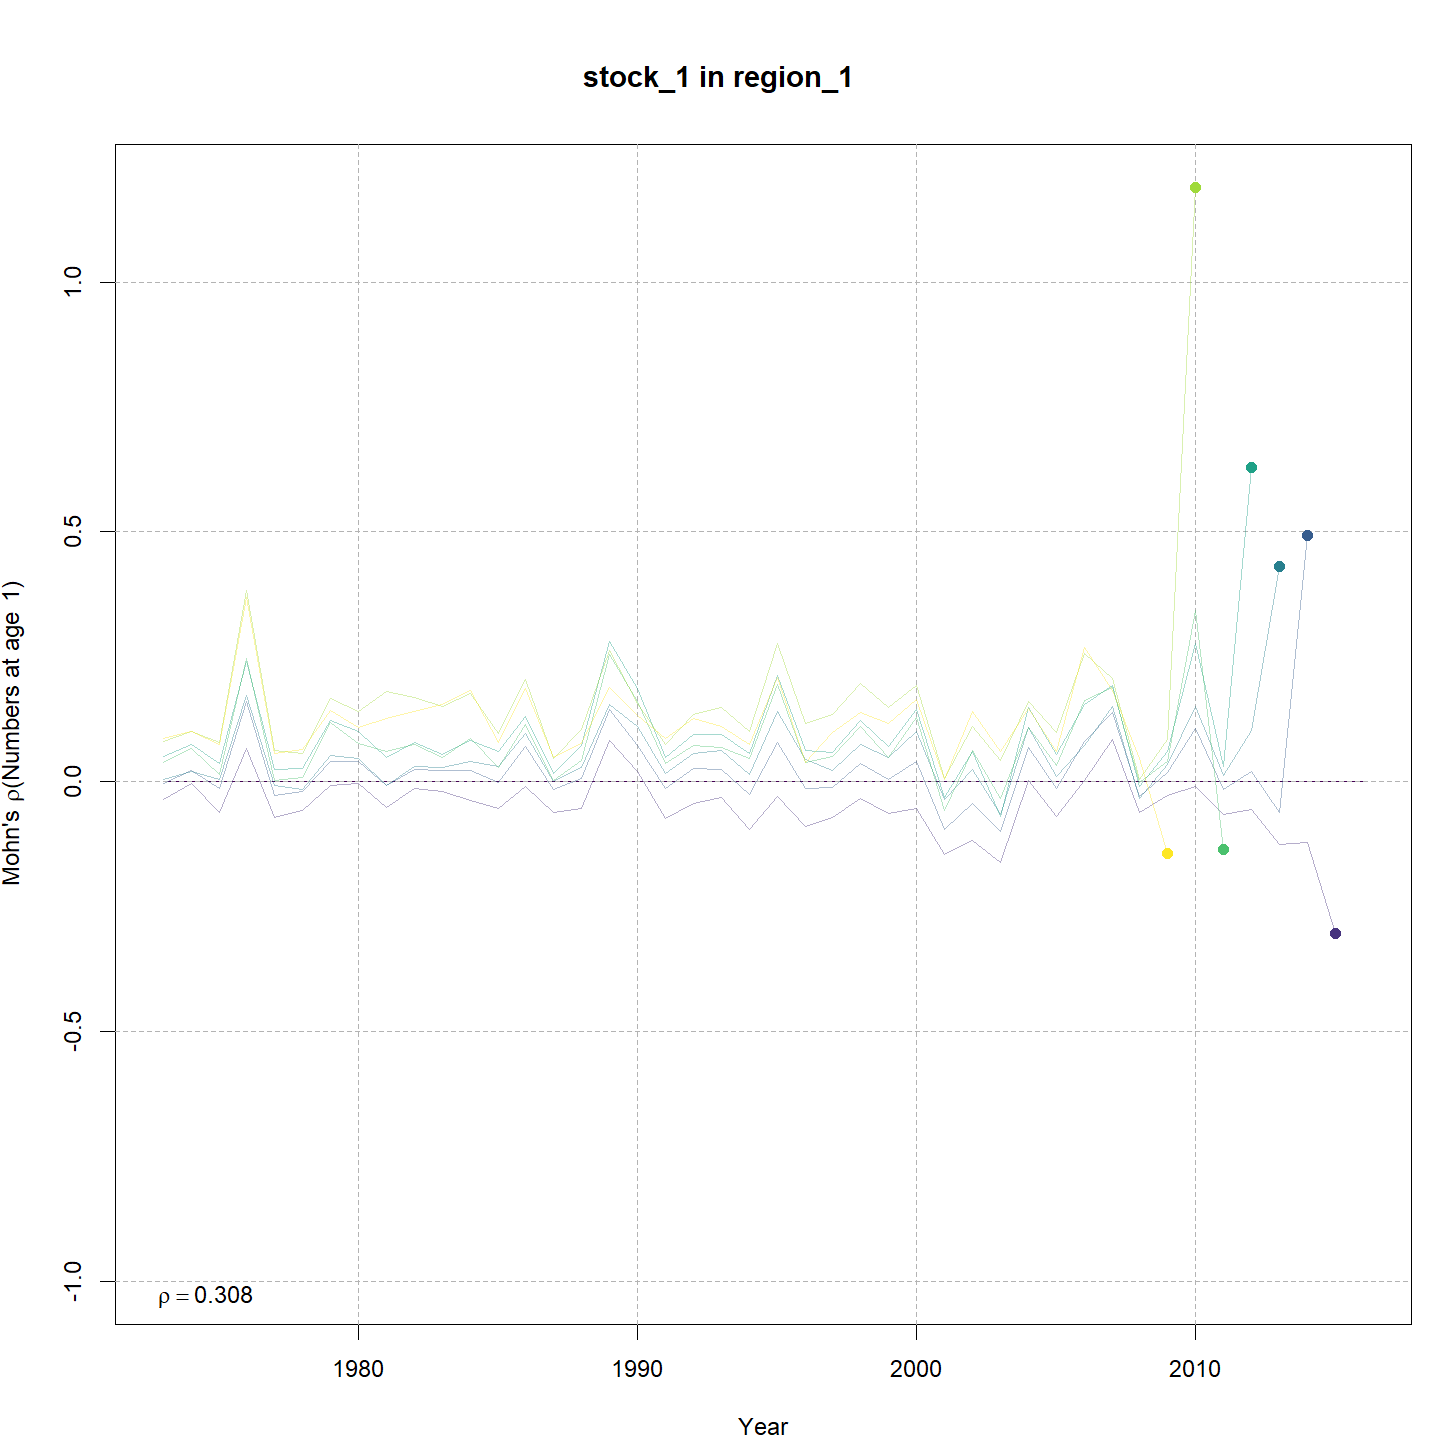 stock_1 in region_1
Mohn's ρ(Numbers at age 1)
1.0
0.5
0.0
-0.5
-1.0
ρ = 0.308
1980 1990 2000 2010
Year